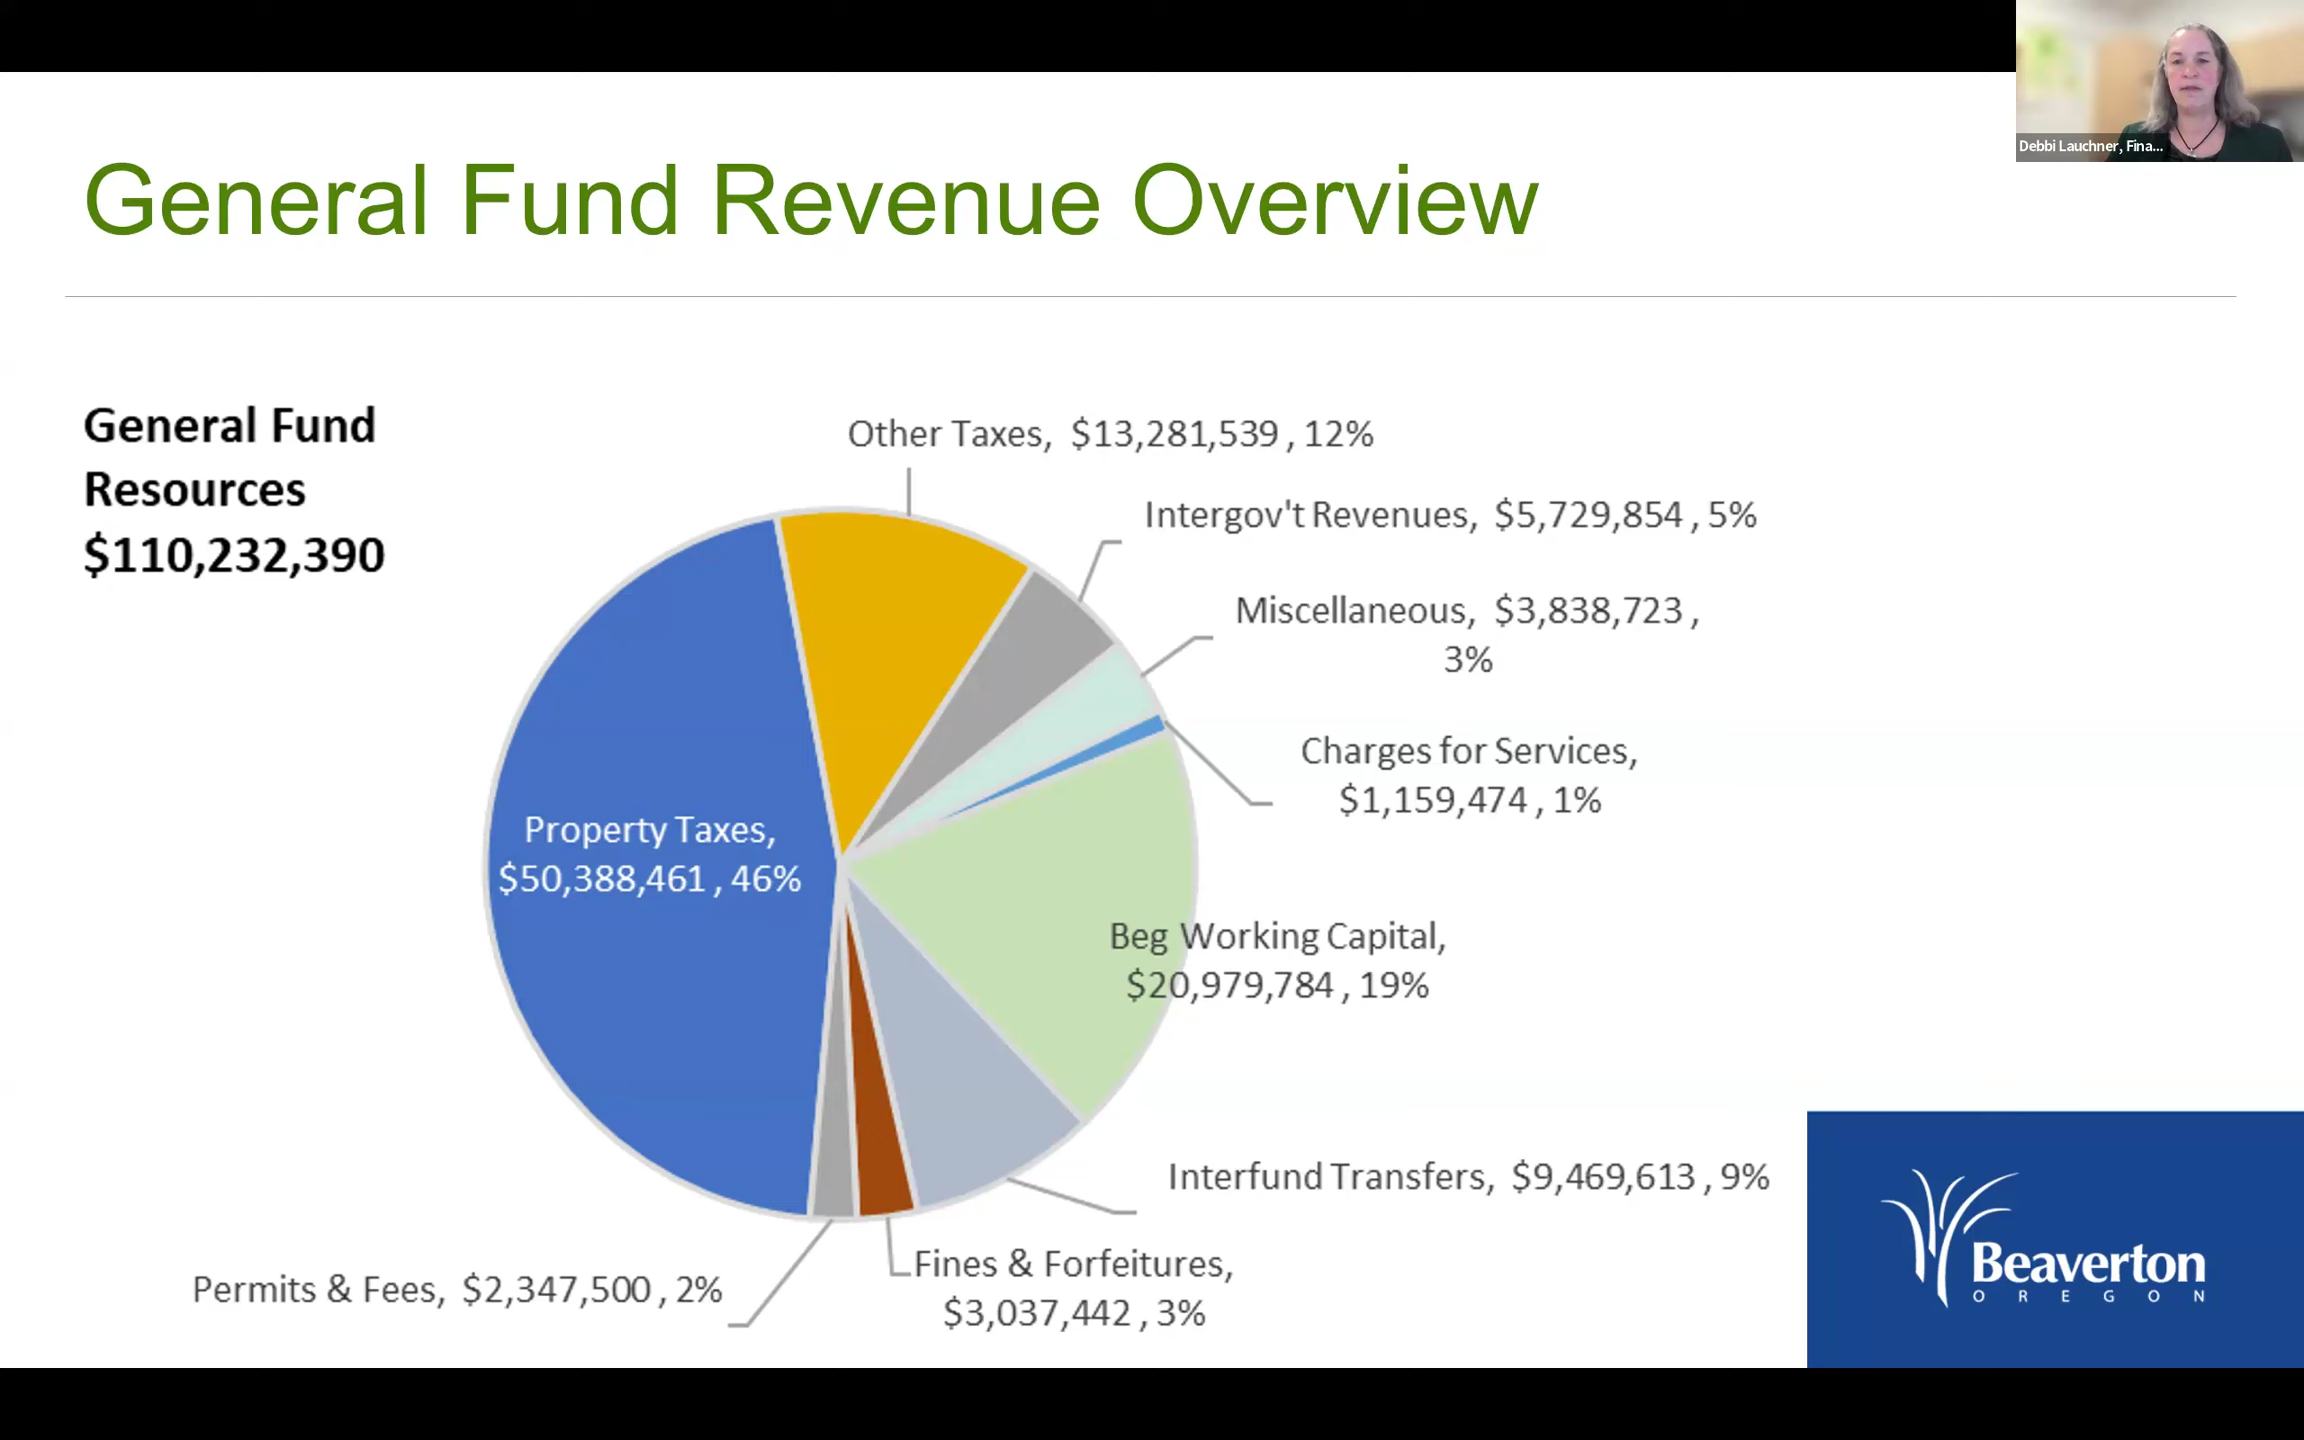 Debbi Lauchner, Fina...
General Fund Revenue Overview
General Fund
Resources
$110,232,390
Other Taxes, $13,281,539 , 12%
Intergov't Revenues, $5,729,854 , 5%
Miscellaneous, $3,838,723 ,
3%
Charges for Services,
$1,159,474 , 1%
Property Taxes,
$50,388,461 , 46%
Beg Working Capital,
$20,979,784 , 19%
Interfund Transfers, $9,469,613 , 9%
Fines & Forfeitures,
$3,037,442 , 3%
Permits & Fees, $2,347,500 , 2%
Beaverton
OREGON